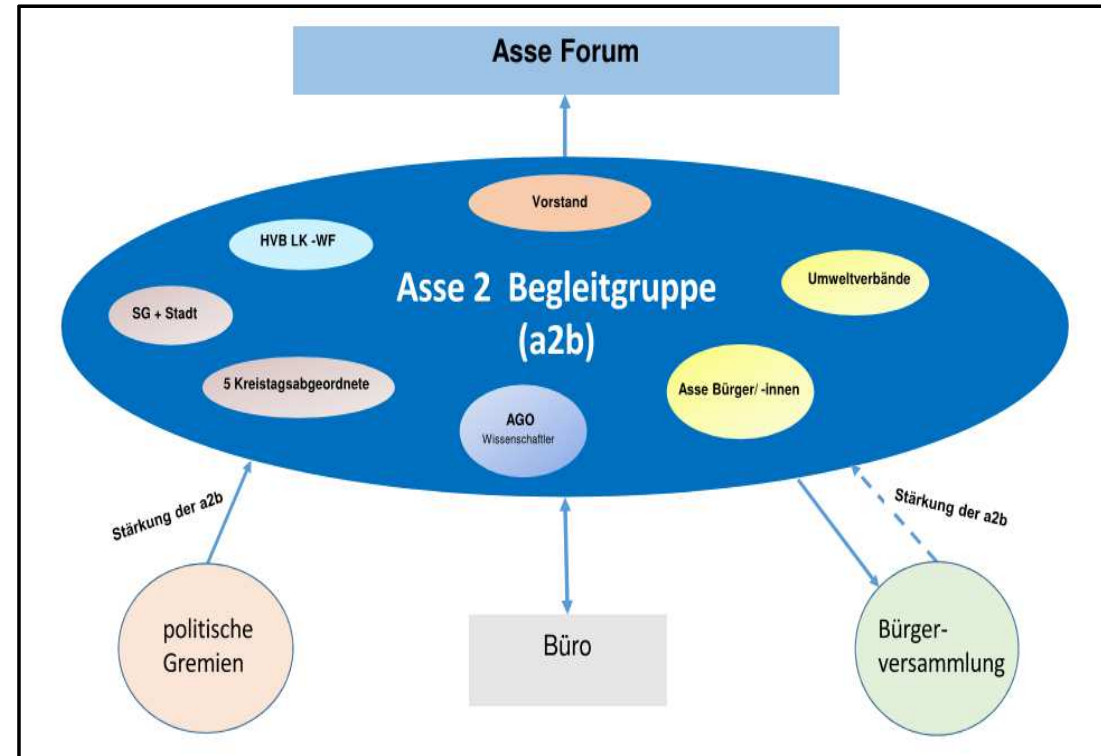 Asse Forum
Vorstand
HVB LK -WF
Umweltverbände
Asse 2 Begleitgruppe
(a2b)
SG + Stadt
5 Kreistagsabgeordnete
Asse Bürger/ -innen
AGO
Wissenschaftler
Stärkung der a2b
Stärkung der a2b
politische
Gremien
Büro
Bürger-
versammlung